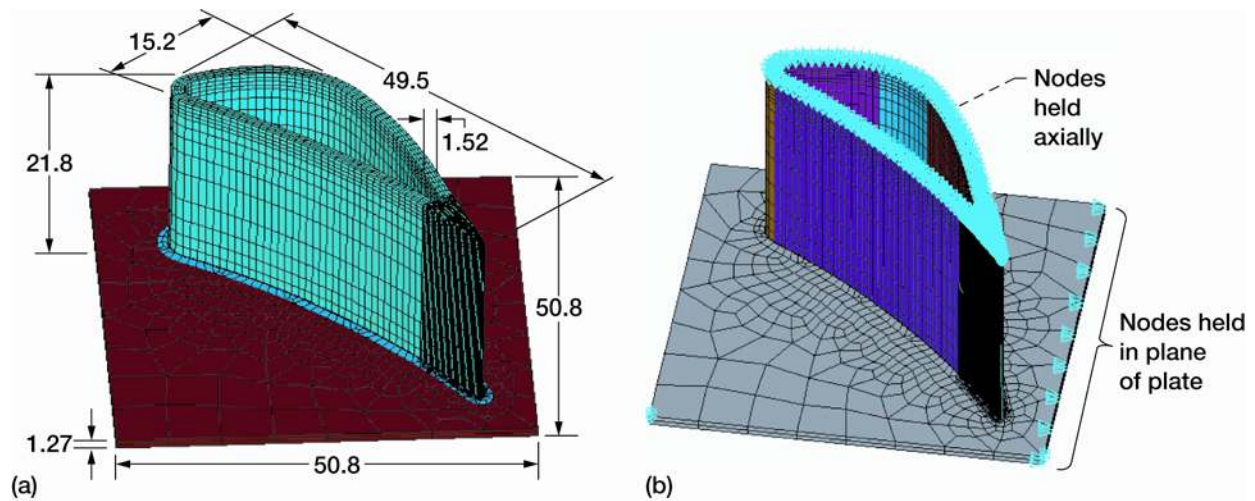 15.2
49.5
1.52
21.8
50.8
1.27
50.8
(a)
Nodes
held
axially
Nodes held
in plane
of plate
(b)